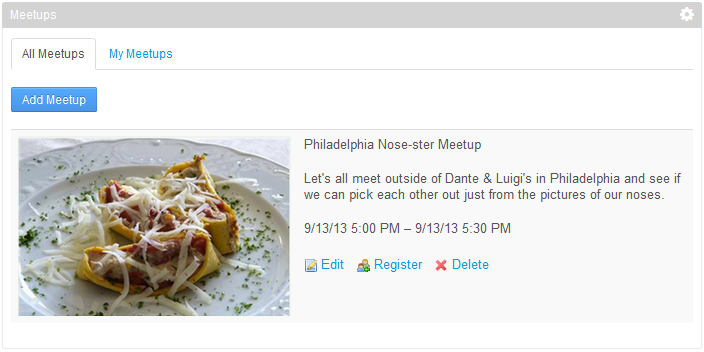 Meetups
All Meetups My Meetups
Add Meetup
Philadelphia Nose-ster Meetup
Let's all meet outside of Dante & Luigi's in Philadelphia and see if
we can pick each other out just from the pictures of our noses.
9/13/13 5:00 PM – 9/13/13 5:30 PM
Edit Register Delete